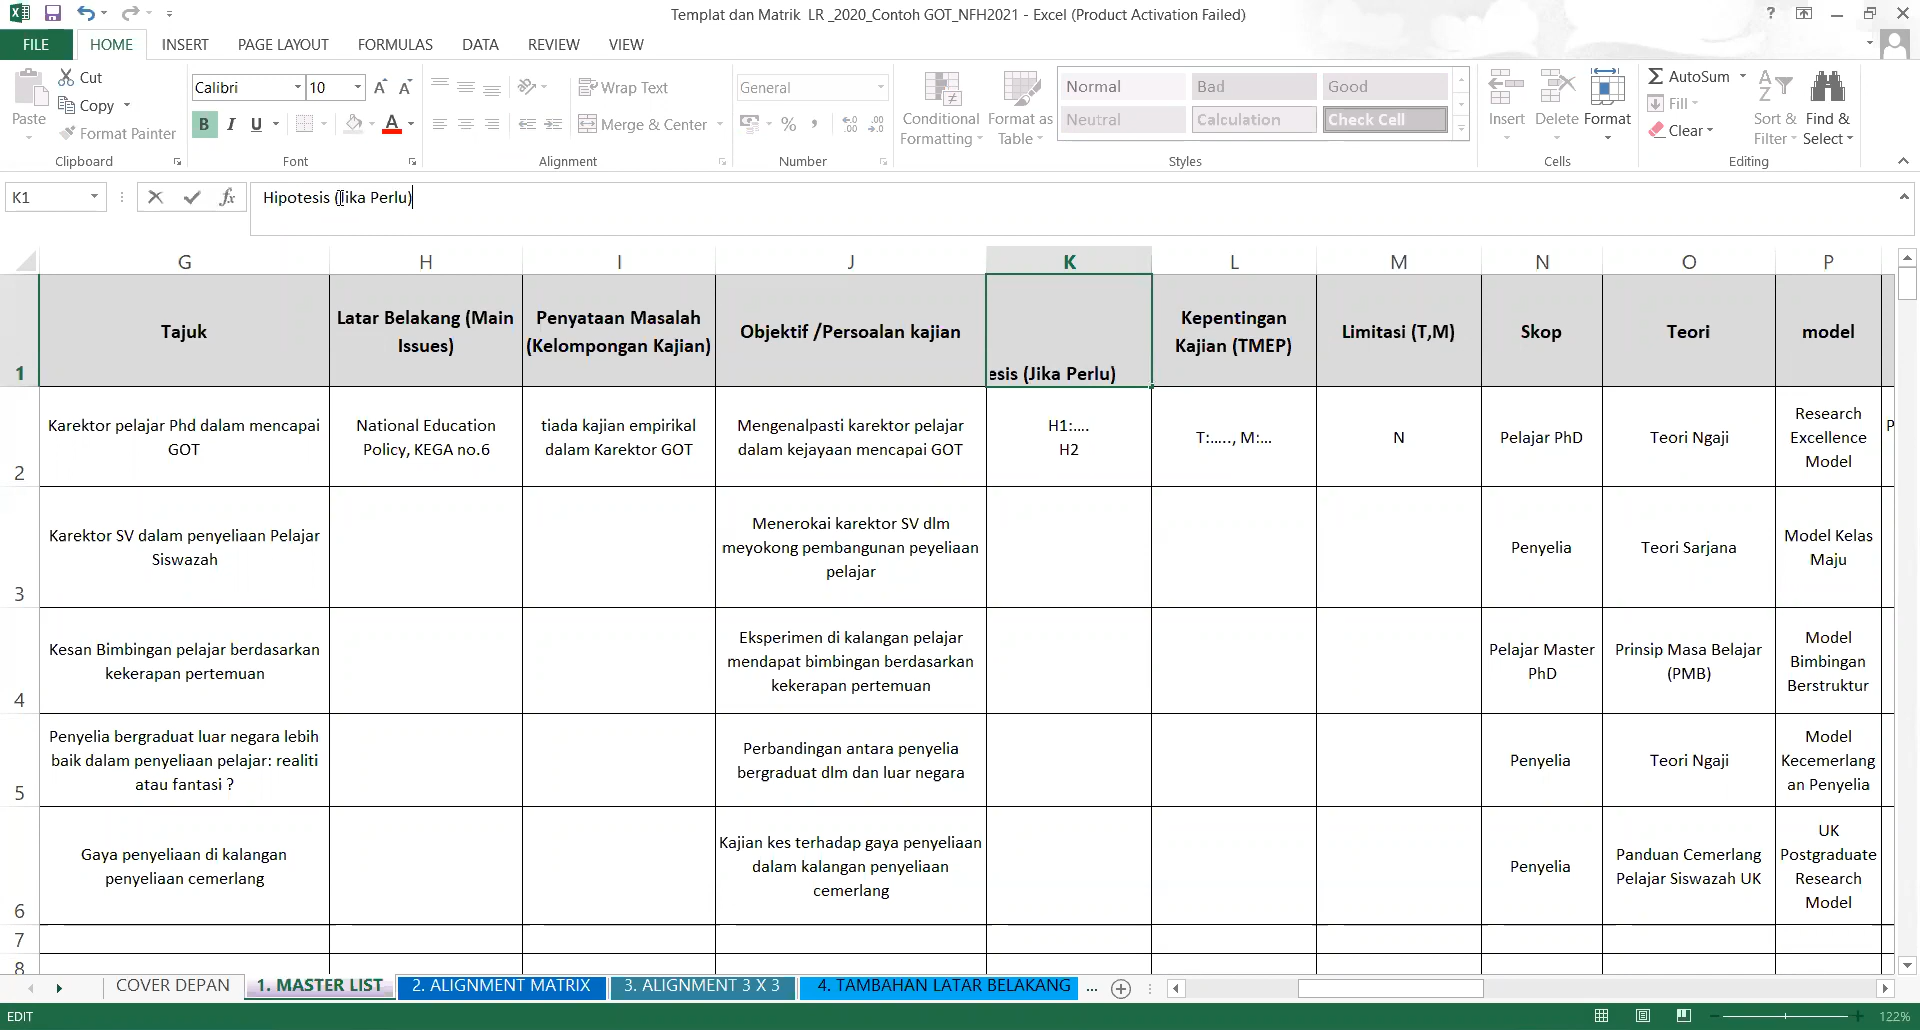 Templat dan Matrik LR _2020_Contoh GOT_NFH2021 - Excel (Product Activation Failed)
FILE HOME INSERT PAGE LAYOUT FORMULAS DATA REVIEW VIEW
Paste
Cut
Copy
Format Painter
Clipboard
Calibri 10
B I U
Font
Wrap Text
Merge & Center
Alignment
General
%
Number
Conditional Formatting
Format as Table
Normal Bad Good
Neutral Calculation Check Cell
Styles
Insert Delete Format
Cells
AutoSum
Fill
Clear
Sort & Filter
Find & Select
Editing
K1
fx
Hipotesis (Jika Perlu)
G H I J K L M N O P
1
Tajuk
Latar Belakang (Main
Issues)
Penyataan Masalah
(Kelompongan Kajian)
Objektif /Persoalan kajian
esis (Jika Perlu)
Kepentingan
Kajian (TMEP)
Limitasi (T,M)
Skop
Teori
model
2
Karektor pelajar Phd dalam mencapai
GOT
National Education
Policy, KEGA no.6
tiada kajian empirikal
dalam Karektor GOT
Mengenalpasti karektor pelajar
dalam kejayaan mencapai GOT
H1:....
H2
T:....., M:...
N
Pelajar PhD
Teori Ngaji
Research
Excellence
Model
P
3
Karektor SV dalam penyeliaan Pelajar
Siswazah
Menerokai karektor SV dlm
meyokong pembangunan peyeliaan
pelajar
Penyelia
Teori Sarjana
Model Kelas
Maju
4
Kesan Bimbingan pelajar berdasarkan
kekerapan pertemuan
Eksperimen di kalangan pelajar
mendapat bimbingan berdasarkan
kekerapan pertemuan
Pelajar Master
PhD
Prinsip Masa Belajar
(PMB)
Model
Bimbingan
Berstruktur
5
Penyelia bergraduat luar negara lebih
baik dalam penyeliaan pelajar: realiti
atau fantasi ?
Perbandingan antara penyelia
bergraduat dlm dan luar negara
Penyelia
Teori Ngaji
Model
Kecemerlang
an Penyelia
6
Gaya penyeliaan di kalangan
penyeliaan cemerlang
Kajian kes terhadap gaya penyeliaan
dalam kalangan penyeliaan
cemerlang
Penyelia
Panduan Cemerlang
Pelajar Siswazah UK
UK
Postgraduate
Research
Model
7
8
COVER DEPAN 1. MASTER LIST 2. ALIGNMENT MATRIX 3. ALIGNMENT 3 X 3 4. TAMBAHAN LATAR BELAKANG ...
EDIT
122%